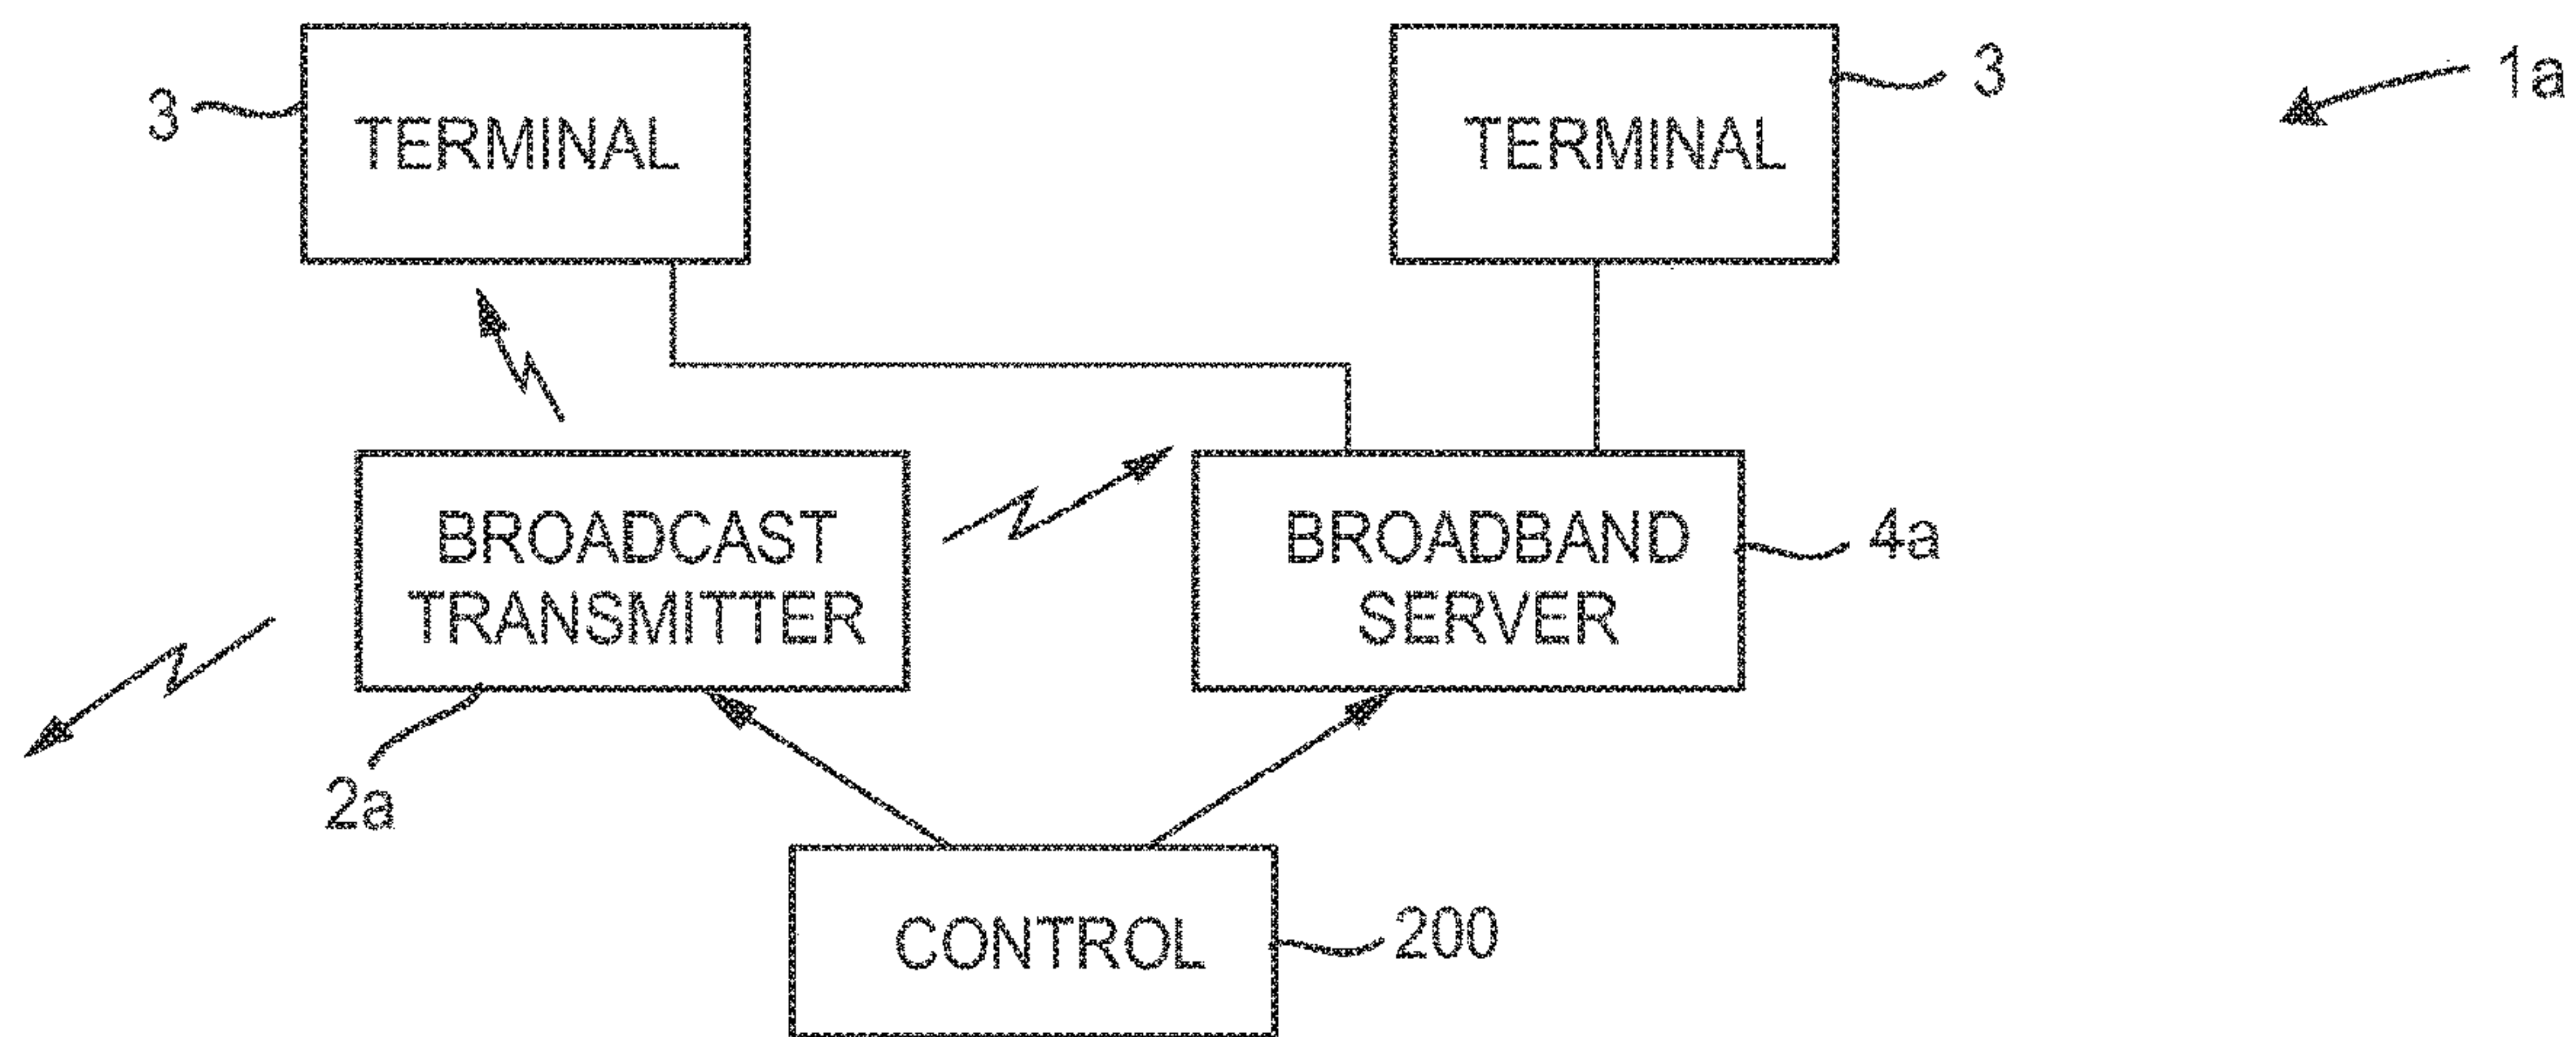 3
TERMINAL
TERMINAL
3
1a
BROADCAST
TRANSMITTER
BROADBAND
SERVER
4a
2a
CONTROL
200